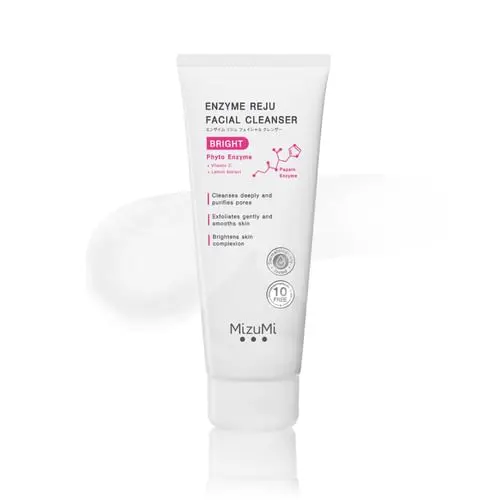 ENZYME REJU
FACIAL CLEANSER
エンザイム リジュ フェイシャル クレンザー
BRIGHT
Phyto Enzyme
+ Vitamin C
+ Lemon Extract
Papain
Enzyme
Cleanses deeply and
purifies pores
Exfoliates gently and
smooths skin
Brightens skin
complexion
10
FREE
MizuMi